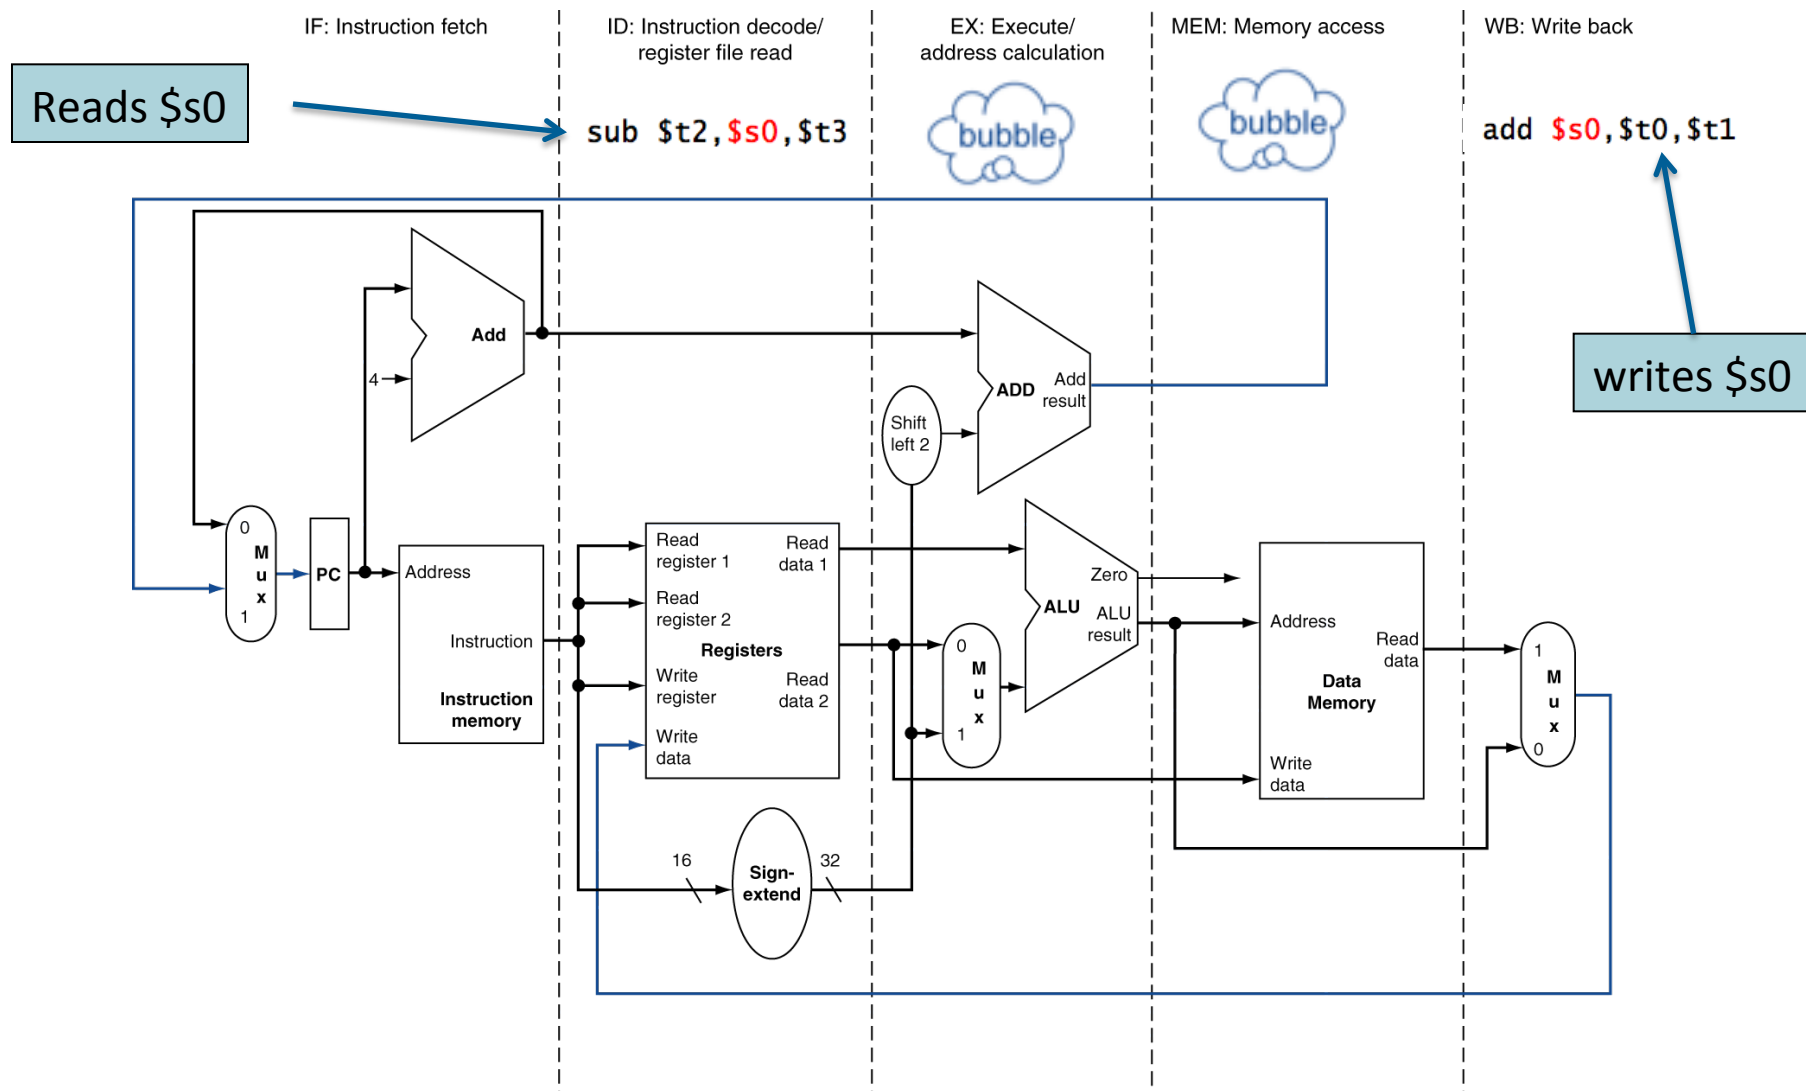 IF: Instruction fetch
ID: Instruction decode/
register file read
EX: Execute/
address calculation
MEM: Memory access
WB: Write back
Reads $s0
sub $t2,$s0,$t3
bubble
bubble
add $s0,$t0,$t1
writes $s0
Add
4
ADD
Add
result
Shift
left 2
0
M
u
x
1
PC
Address
Instruction
Instruction
memory
Read
register 1
Read
data 1
Read
register 2
Registers
Write
register
Read
data 2
Write
data
0
M
u
x
1
Zero
ALU
ALU
result
Address
Read
data
Data
Memory
Write
data
1
M
u
x
0
16
Sign-
extend
32